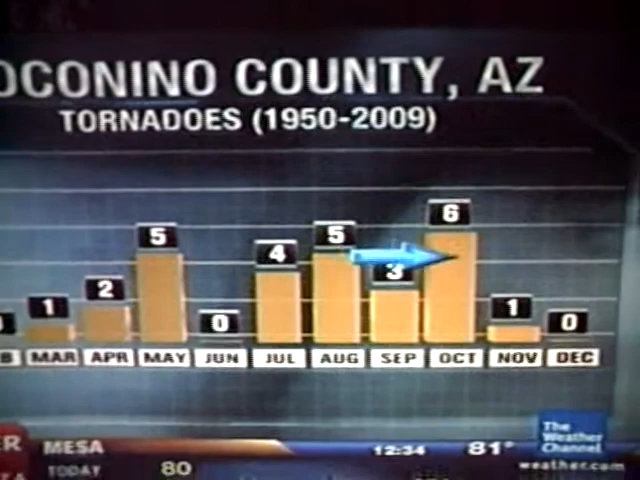 OCONINO COUNTY, AZ
TORNADOES (1950-2009)
1 2 5 0 4 5 3 6 1 0
B MAR APR MAY JUN JUL AUG SEP OCT NOV DEC
ER MESA 12:34 81°
TODAY 80
The Weather Channel
weather.com